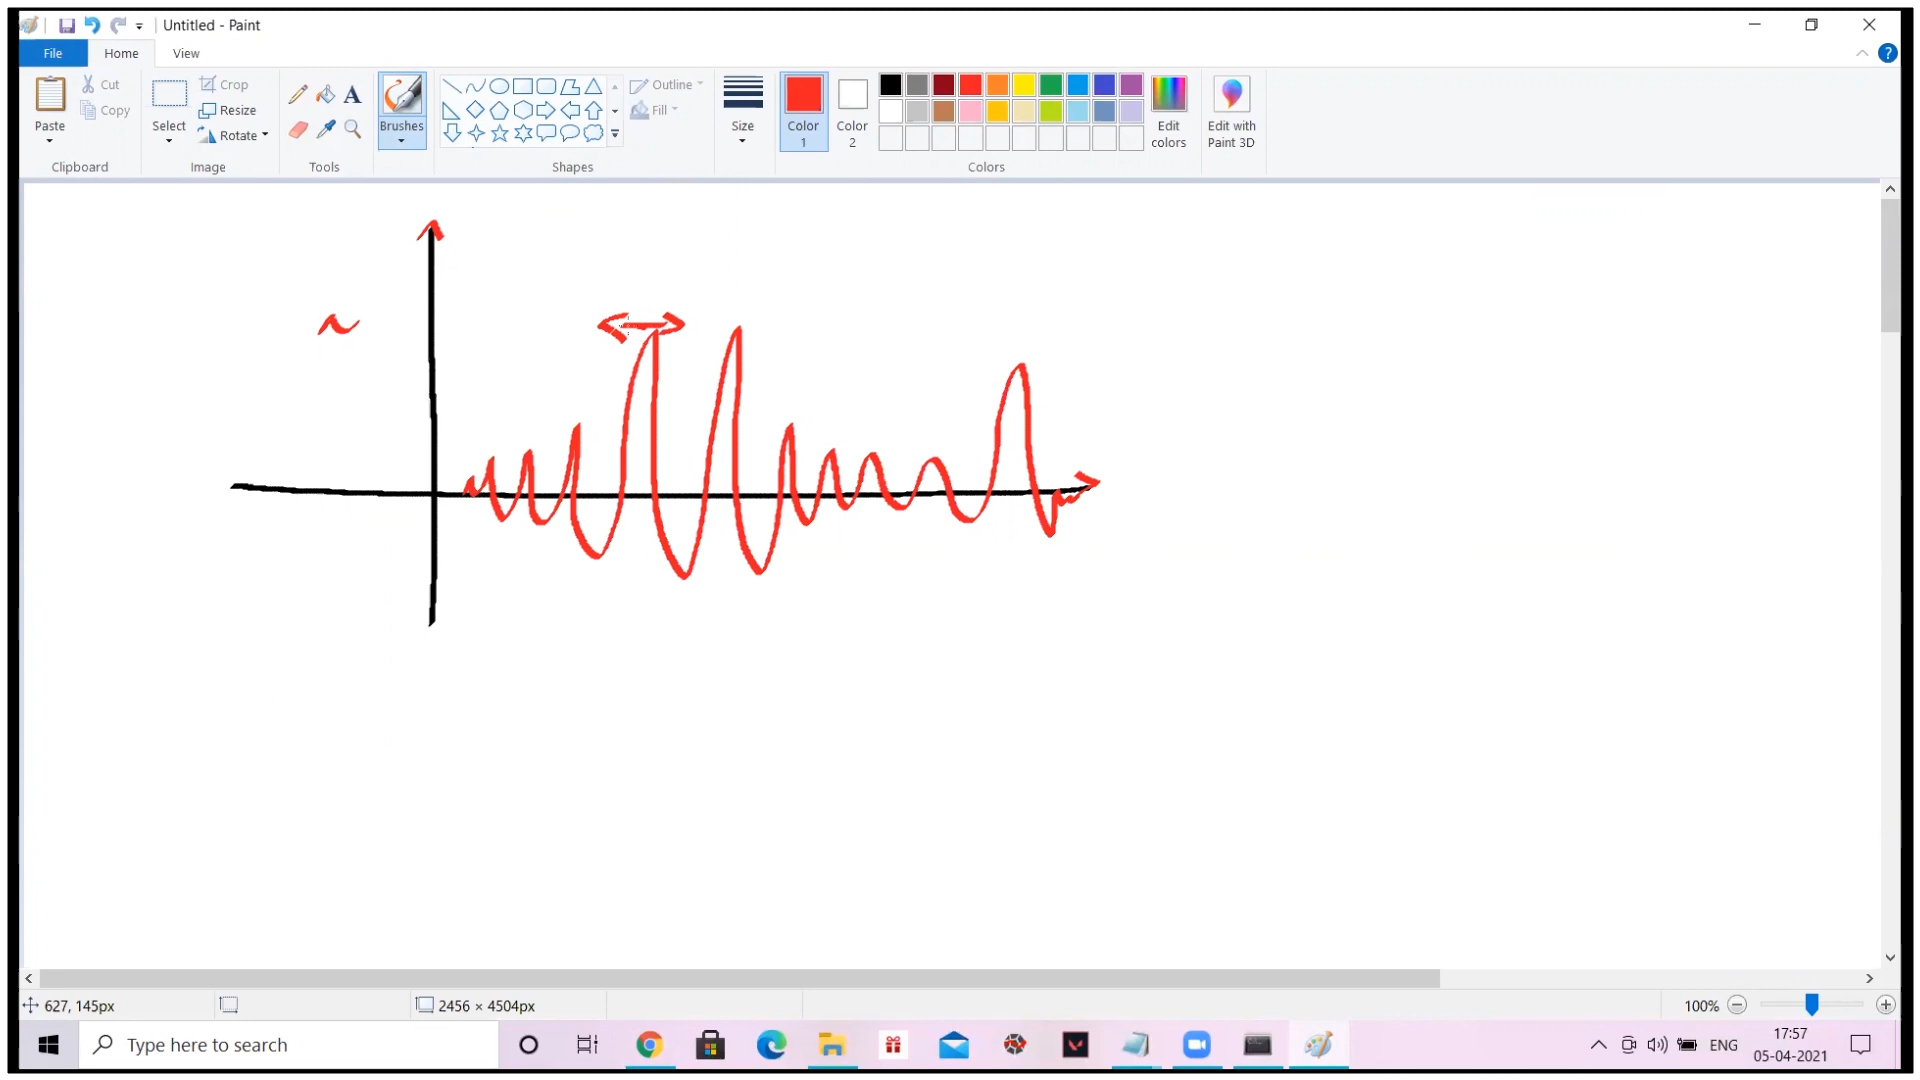 Untitled - Paint
File Home View
Paste
Cut
Copy
Clipboard
Select
Crop
Resize
Rotate
Image
A
Tools
Brushes
Outline
Fill
Shapes
Size
Color 1
Color 2
Colors
Edit colors
Edit with Paint 3D
~
627, 145px
2456 × 4504px
100%
Type here to search
ENG
17:57
05-04-2021